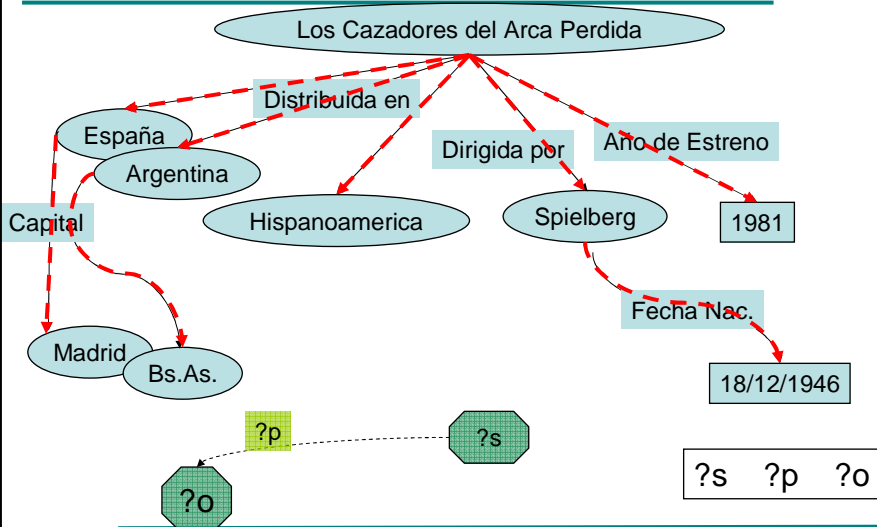 Los Cazadores del Arca Perdida
Distribuida en
España
Argentina
Dirigida por
Año de Estreno
Capital
Hispanoamerica
Spielberg
1981
Fecha Nac.
Madrid
Bs.As.
18/12/1946
?p
?s
?o
?s ?p ?o